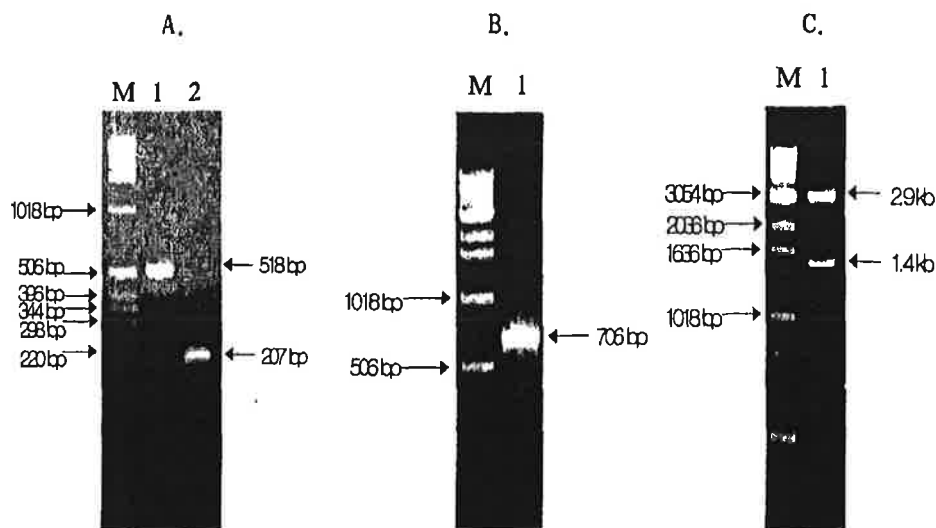 A.
M 1 2
1018bp
506bp
396bp
344bp
298bp
220bp
518bp
207bp
B.
M 1
1018bp
506bp
706bp
C.
M 1
3054bp
2036bp
1636bp
1018bp
2.9kb
1.4kb